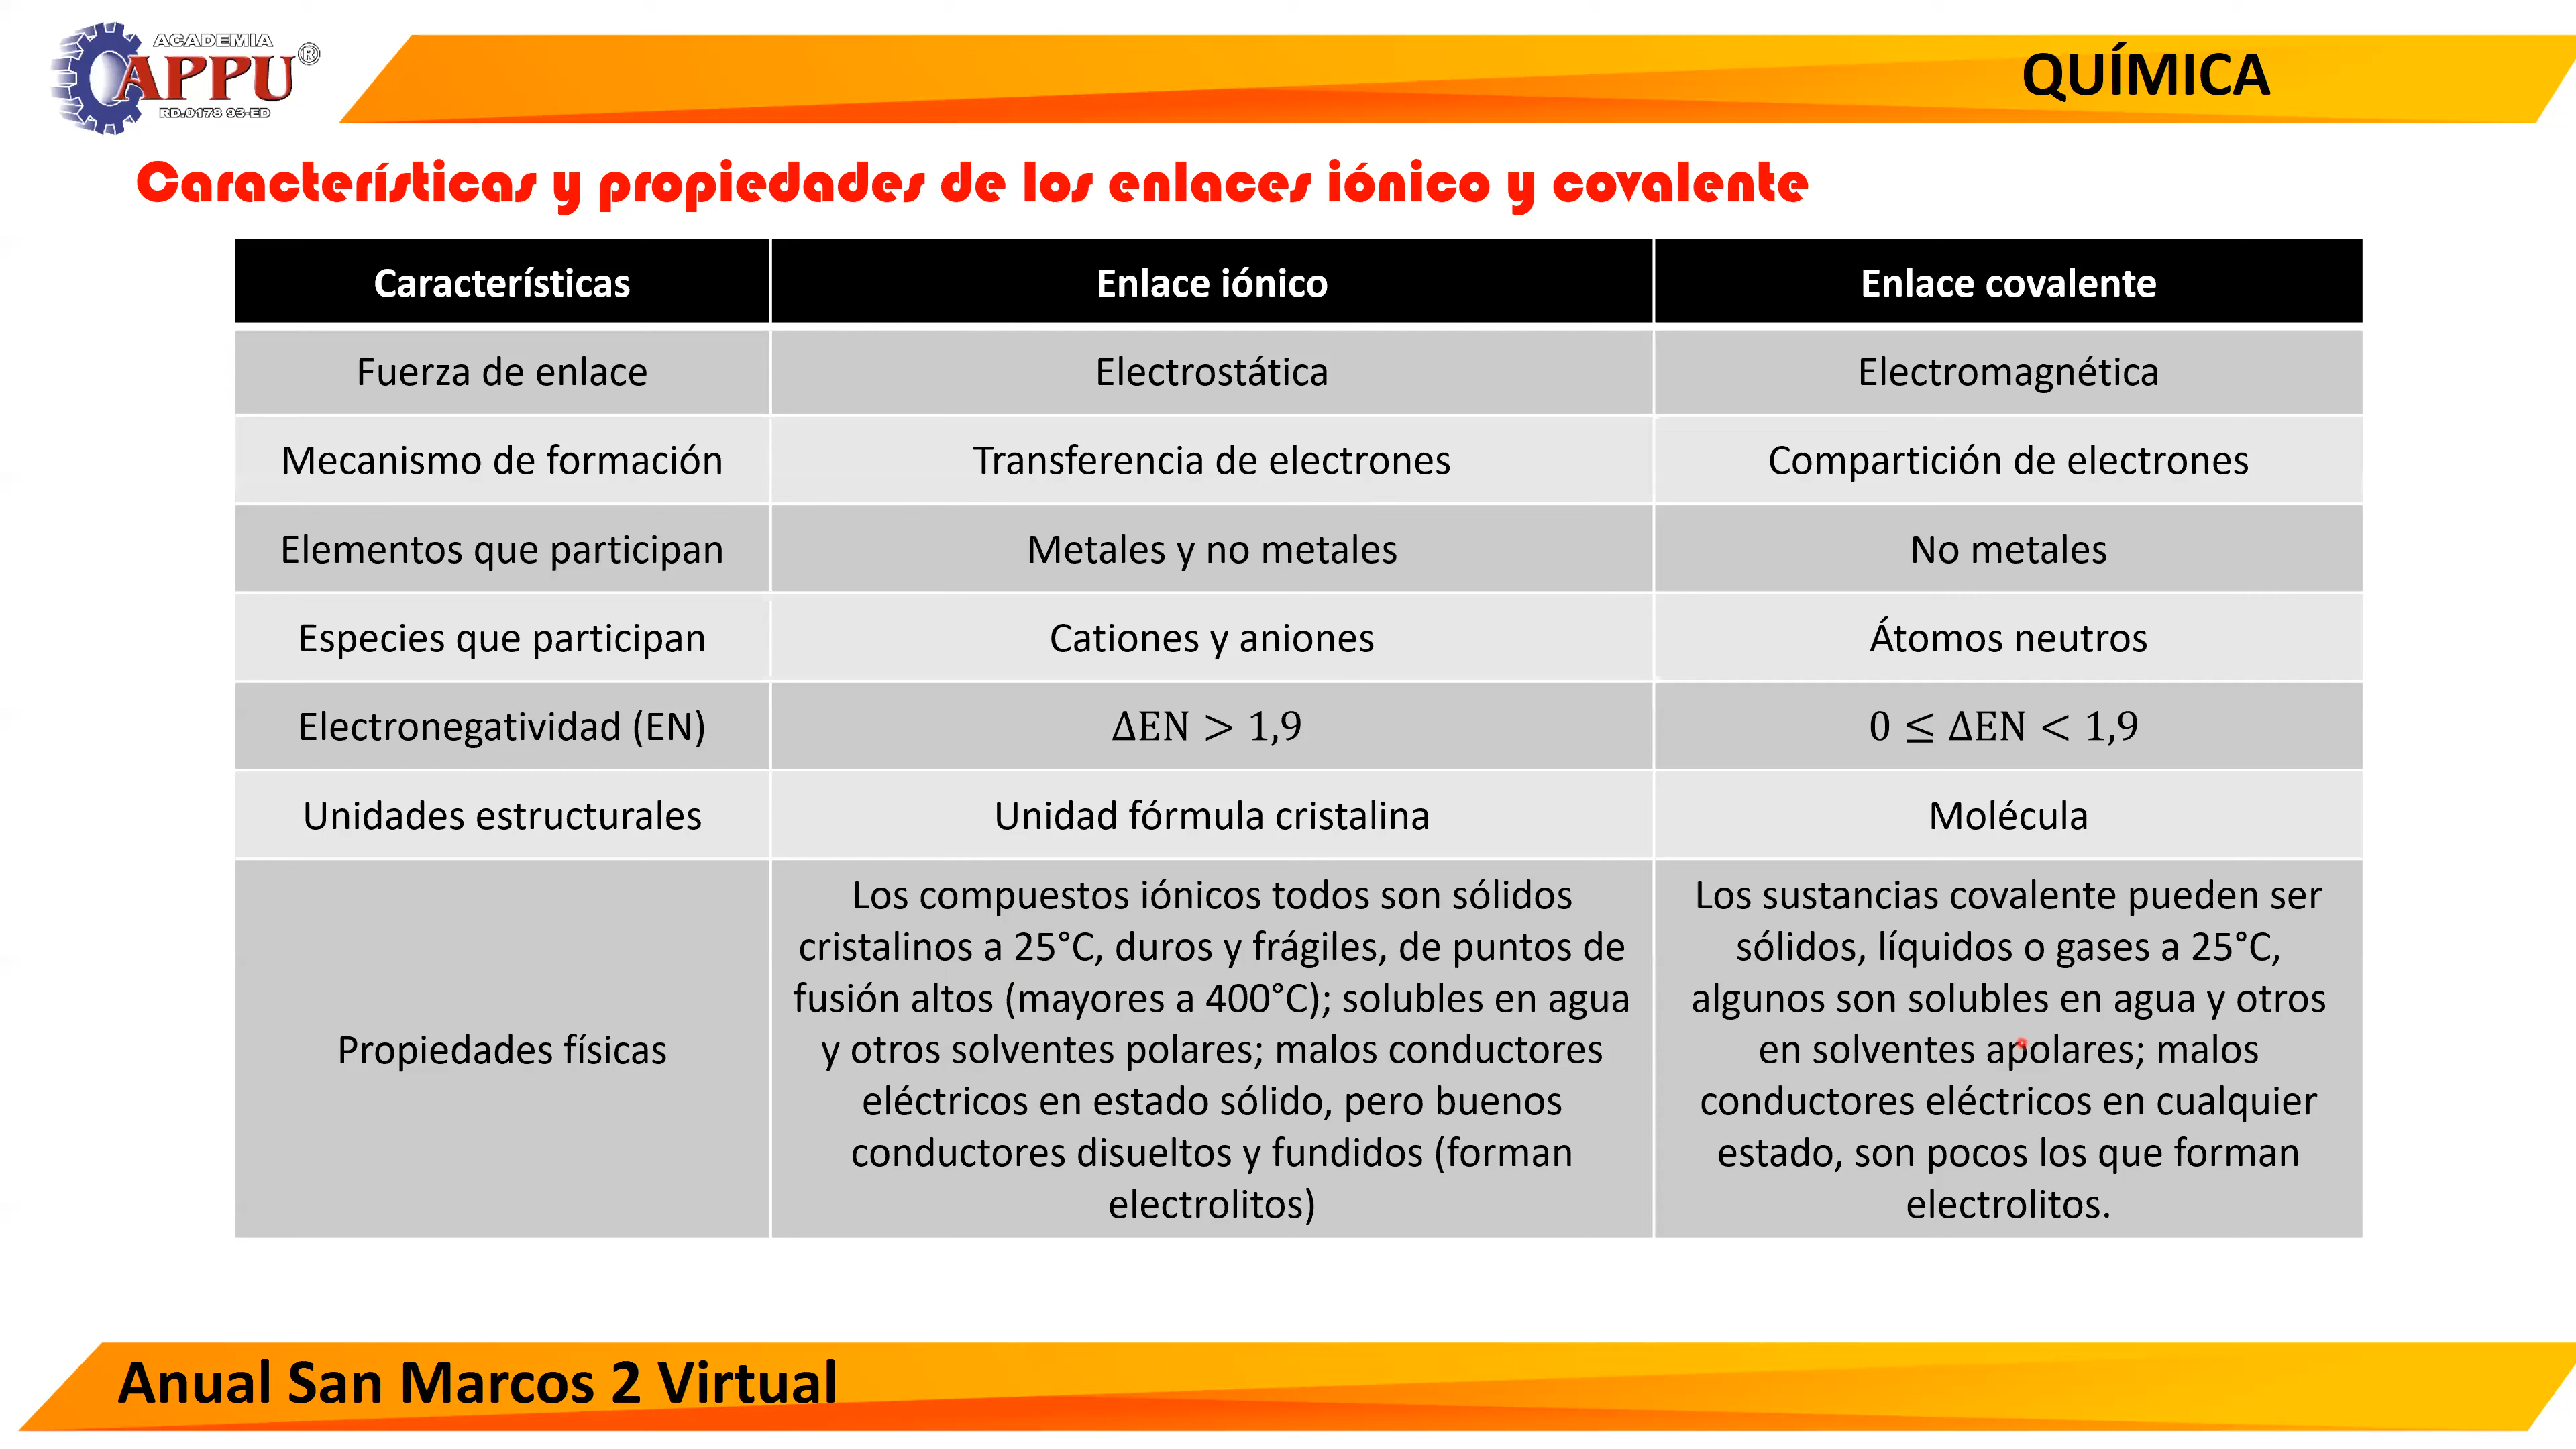 ACADEMIA
APPU®
RD.0178 93-ED
QUÍMICA
Características y propiedades de los enlaces iónico y covalente
Características
Enlace iónico
Enlace covalente
Fuerza de enlace
Electrostática
Electromagnética
Mecanismo de formación
Transferencia de electrones
Compartición de electrones
Elementos que participan
Metales y no metales
No metales
Especies que participan
Cationes y aniones
Átomos neutros
Electronegatividad (EN)
ΔEN > 1,9
0 ≤ ΔEN < 1,9
Unidades estructurales
Unidad fórmula cristalina
Molécula
Propiedades físicas
Los compuestos iónicos todos son sólidos
cristalinos a 25°C, duros y frágiles, de puntos de
fusión altos (mayores a 400°C); solubles en agua
y otros solventes polares; malos conductores
eléctricos en estado sólido, pero buenos
conductores disueltos y fundidos (forman
electrolitos)
Los sustancias covalente pueden ser
sólidos, líquidos o gases a 25°C,
algunos son solubles en agua y otros
en solventes apolares; malos
conductores eléctricos en cualquier
estado, son pocos los que forman
electrolitos.
Anual San Marcos 2 Virtual